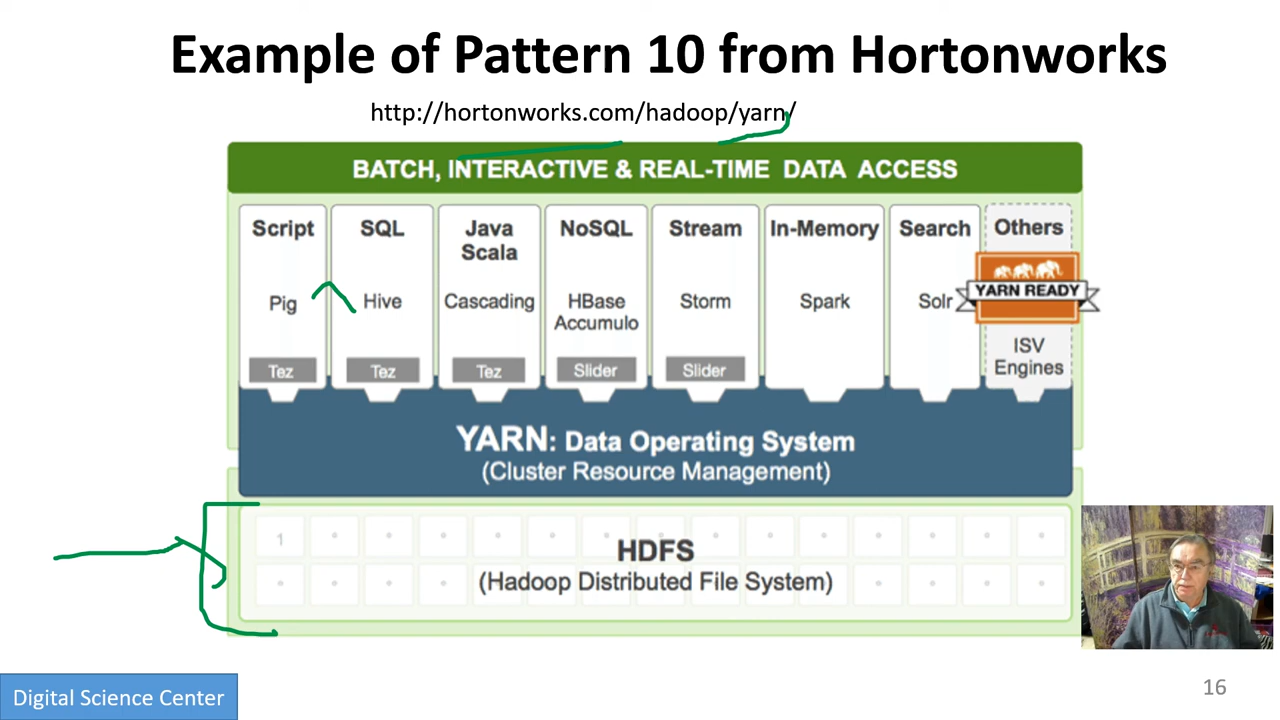 Example of Pattern 10 from Hortonworks
http://hortonworks.com/hadoop/yarn/
BATCH, INTERACTIVE & REAL-TIME DATA ACCESS
Script
Pig
Tez
SQL
Hive
Tez
Java
Scala
Cascading
Tez
NoSQL
HBase
Accumulo
Slider
Stream
Storm
Slider
In-Memory
Spark
Search
Solr
Others
YARN READY
ISV
Engines
YARN: Data Operating System
(Cluster Resource Management)
1
HDFS
(Hadoop Distributed File System)
Digital Science Center
16